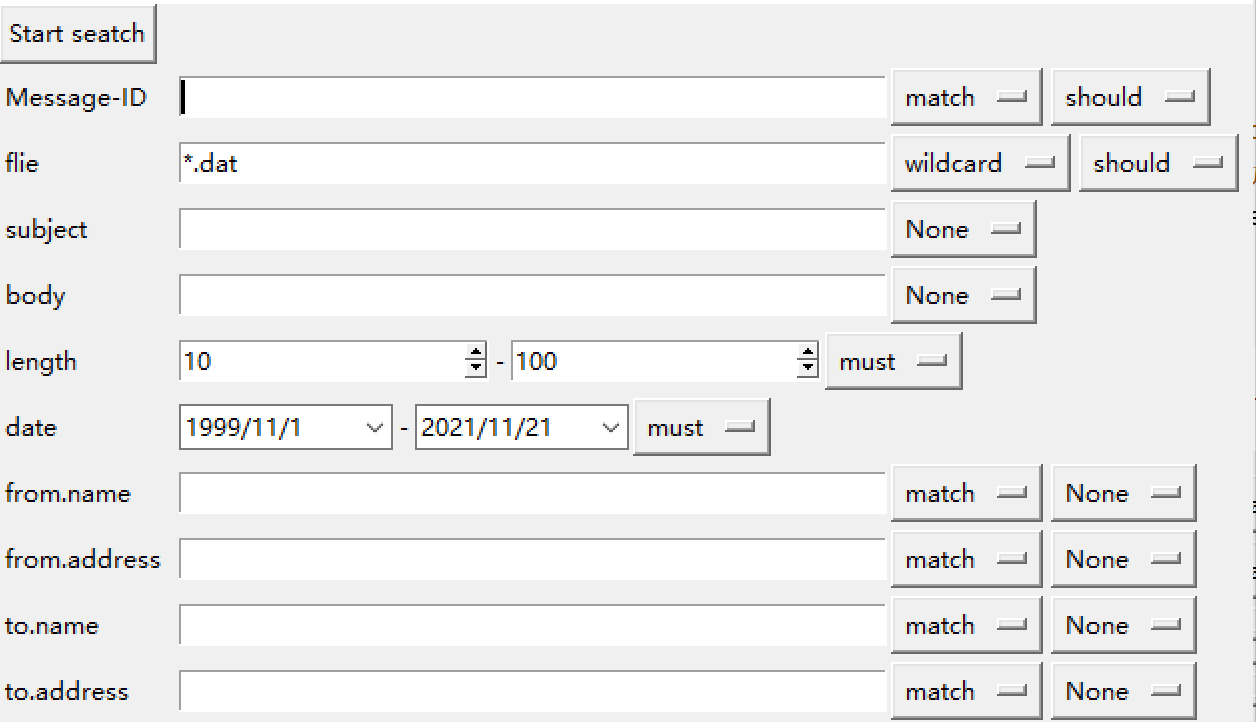 Start seatch
Message-ID match should
flie *.dat wildcard should
subject None
body None
length 10 - 100 must
date 1999/11/1 - 2021/11/21 must
from.name match None
from.address match None
to.name match None
to.address match None